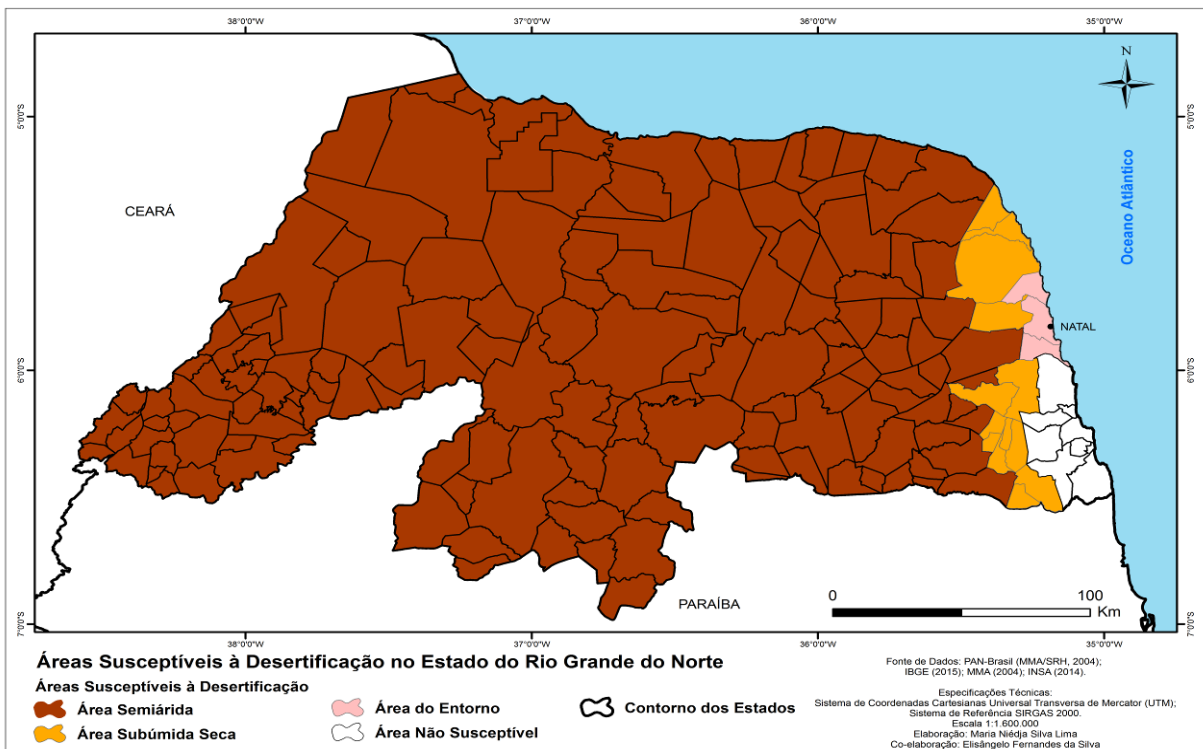 38°0'0"W 37°0'0"W 36°0'0"W 35°0'0"W
N
5°0'0"S 5°0'0"S
CEARÁ
Oceano Atlântico
NATAL
6°0'0"S 6°0'0"S
0 100
Km
PARAÍBA
7°0'0"S 7°0'0"S
38°0'0"W 37°0'0"W 36°0'0"W 35°0'0"W
Áreas Susceptíveis à Desertificação no Estado do Rio Grande do Norte
Áreas Susceptíveis à Desertificação
Área Semiárida
Área Subúmida Seca
Área do Entorno
Área Não Susceptível
Contorno dos Estados
Fonte de Dados: PAN-Brasil (MMA/SRH, 2004);
IBGE (2015); MMA (2004); INSA (2014).
Especificações Técnicas:
Sistema de Coordenadas Cartesianas Universal Transversa de Mercator (UTM);
Sistema de Referência SIRGAS 2000.
Escala 1:1.600.000
Elaboração: Maria Niédja Silva Lima
Co-elaboração: Elisângelo Fernandes da Silva